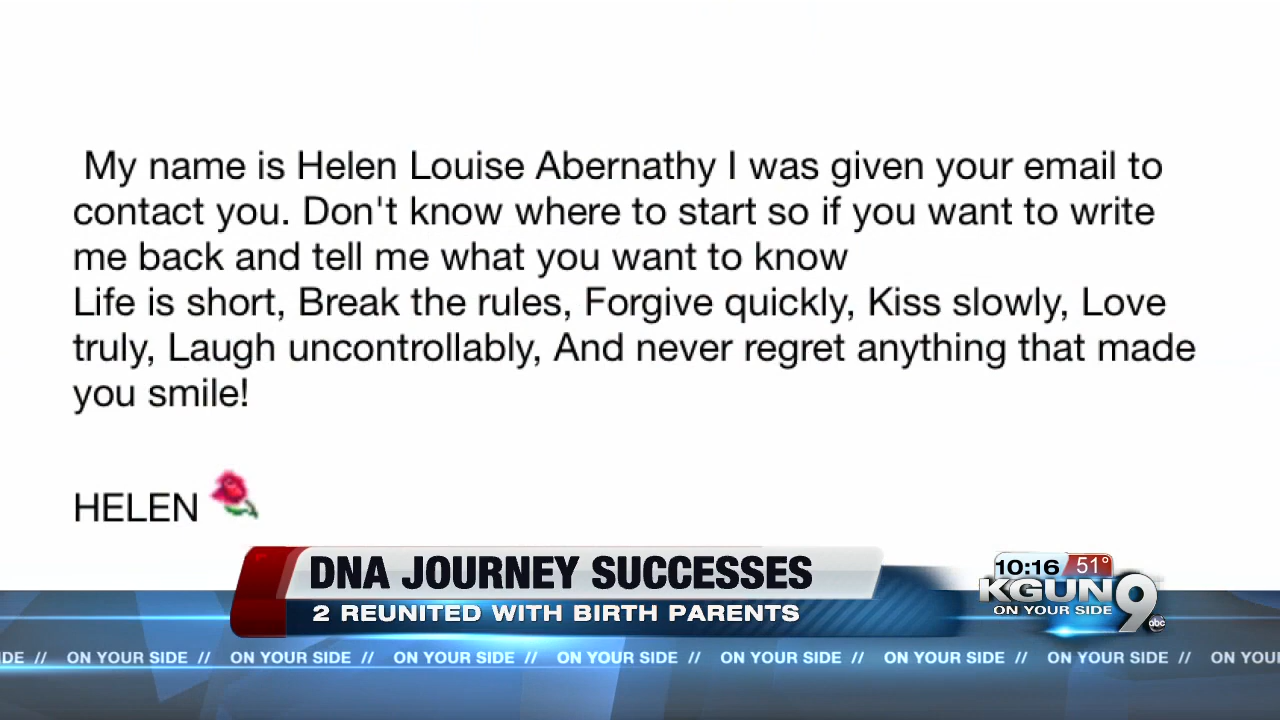 My name is Helen Louise Abernathy I was given your email to
contact you. Don't know where to start so if you want to write
me back and tell me what you want to know
Life is short, Break the rules, Forgive quickly, Kiss slowly, Love
truly, Laugh uncontrollably, And never regret anything that made
you smile!
HELEN
DNA JOURNEY SUCCESSES
2 REUNITED WITH BIRTH PARENTS
10:16 51°
KGUN 9
ON YOUR SIDE
abc
IDE // ON YOUR SIDE // ON YOUR SIDE // ON YOUR SIDE // ON YOUR SIDE // ON YOUR SIDE // ON YOUR SIDE // ON YOUR SIDE // ON YOU